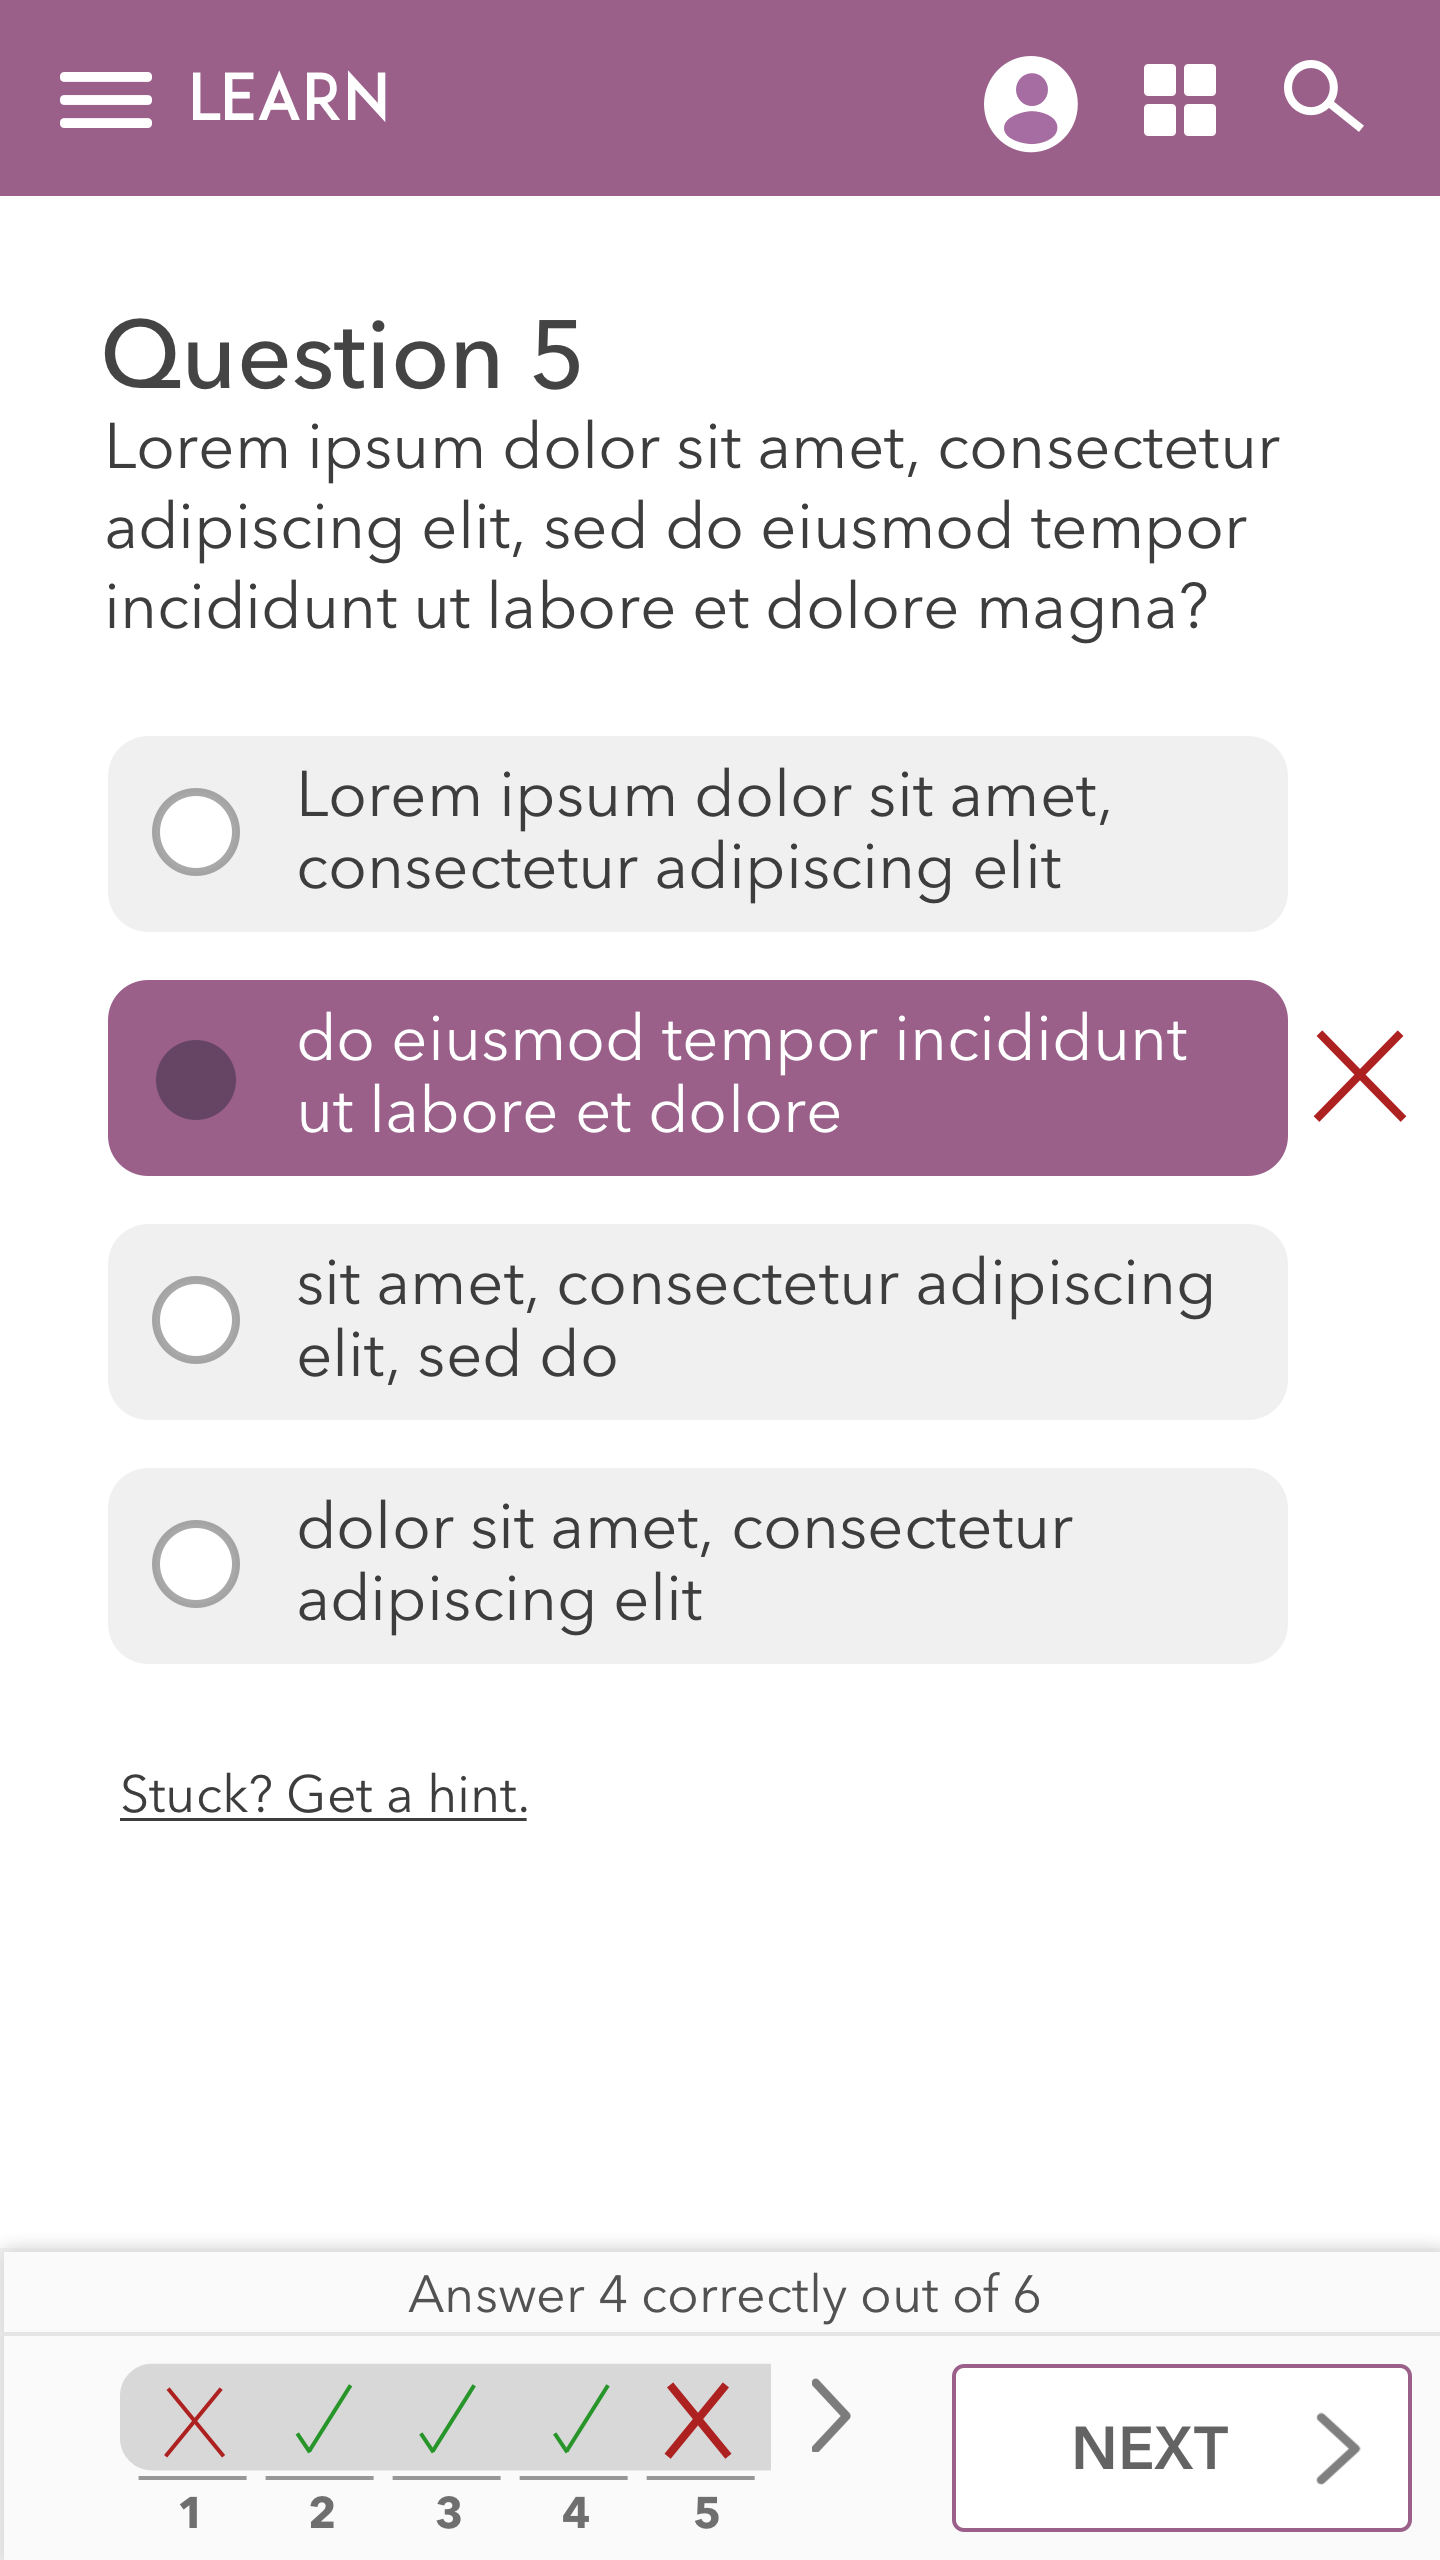 LEARN
Question 5
Lorem ipsum dolor sit amet, consectetur
adipiscing elit, sed do eiusmod tempor
incididunt ut labore et dolore magna?
Lorem ipsum dolor sit amet,
consectetur adipiscing elit
do eiusmod tempor incididunt
ut labore et dolore
sit amet, consectetur adipiscing
elit, sed do
dolor sit amet, consectetur
adipiscing elit
Stuck? Get a hint.
Answer 4 correctly out of 6
1 2 3 4 5
NEXT